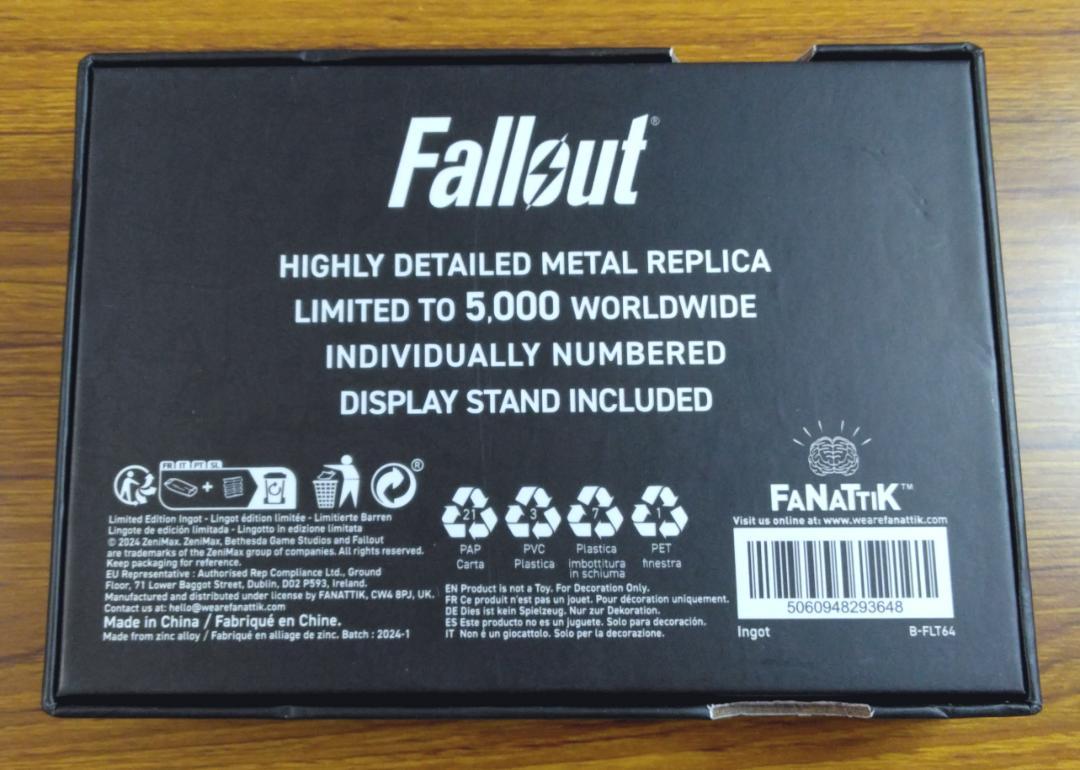 Fallout®
HIGHLY DETAILED METAL REPLICA
LIMITED TO 5,000 WORLDWIDE
INDIVIDUALLY NUMBERED
DISPLAY STAND INCLUDED
FR IT PT SL
+
®
Limited Edition Ingot - Lingot édition limitée - Limitierte Barren
Lingote de edición limitada - Lingotto in edizione limitata
© 2024 ZeniMax. ZeniMax, Bethesda Game Studios and Fallout
are trademarks of the ZeniMax group of companies. All rights reserved.
Keep packaging for reference.
EU Representative : Authorised Rep Compliance Ltd., Ground
Floor, 71 Lower Baggot Street, Dublin, D02 P593, Ireland.
Manufactured and distributed under license by FANATTIK, CW4 8PJ, UK.
Contact us at: hello@wearefanattik.com
Made in China / Fabriqué en Chine.
Made from zinc alloy / Fabriqué en alliage de zinc. Batch : 2024-1
21 3 7 1
PAP PVC Plastica PET
Carta Plastica imbottitura finestra
in schiuma
EN Product is not a Toy. For Decoration Only.
FR Ce produit n'est pas un jouet. Pour décoration uniquement.
DE Dies ist kein Spielzeug. Nur zur Dekoration.
ES Este producto no es un juguete. Solo para decoración.
IT Non é un giocattolo. Solo per la decorazione.
FANATTIK™
Visit us online at: www.wearefanattik.com
5060948293648
Ingot B-FLT64